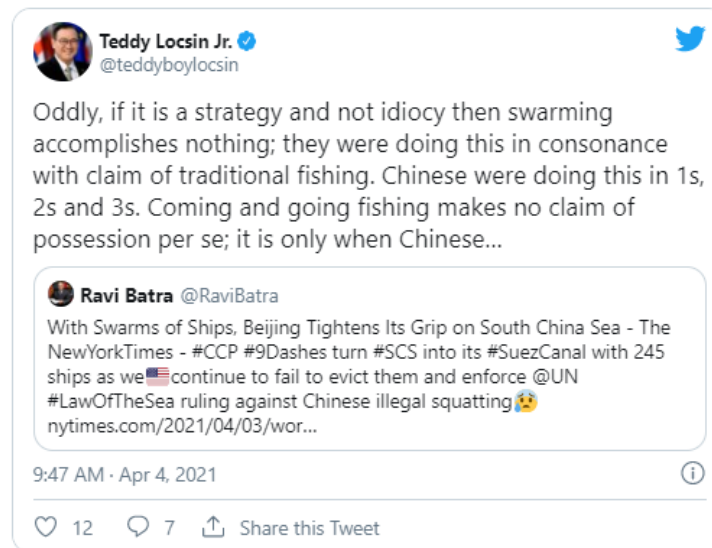 Teddy Locsin Jr.
@teddyboylocsin
Oddly, if it is a strategy and not idiocy then swarming
accomplishes nothing; they were doing this in consonance
with claim of traditional fishing. Chinese were doing this in 1s,
2s and 3s. Coming and going fishing makes no claim of
possession per se; it is only when Chinese...
Ravi Batra @RaviBatra
With Swarms of Ships, Beijing Tightens Its Grip on South China Sea - The
NewYorkTimes - #CCP #9Dashes turn #SCS into its #SuezCanal with 245
ships as we🇺🇸continue to fail to evict them and enforce @UN
#LawOfTheSea ruling against Chinese illegal squatting😰
nytimes.com/2021/04/03/wor...
9:47 AM · Apr 4, 2021
12 7 Share this Tweet